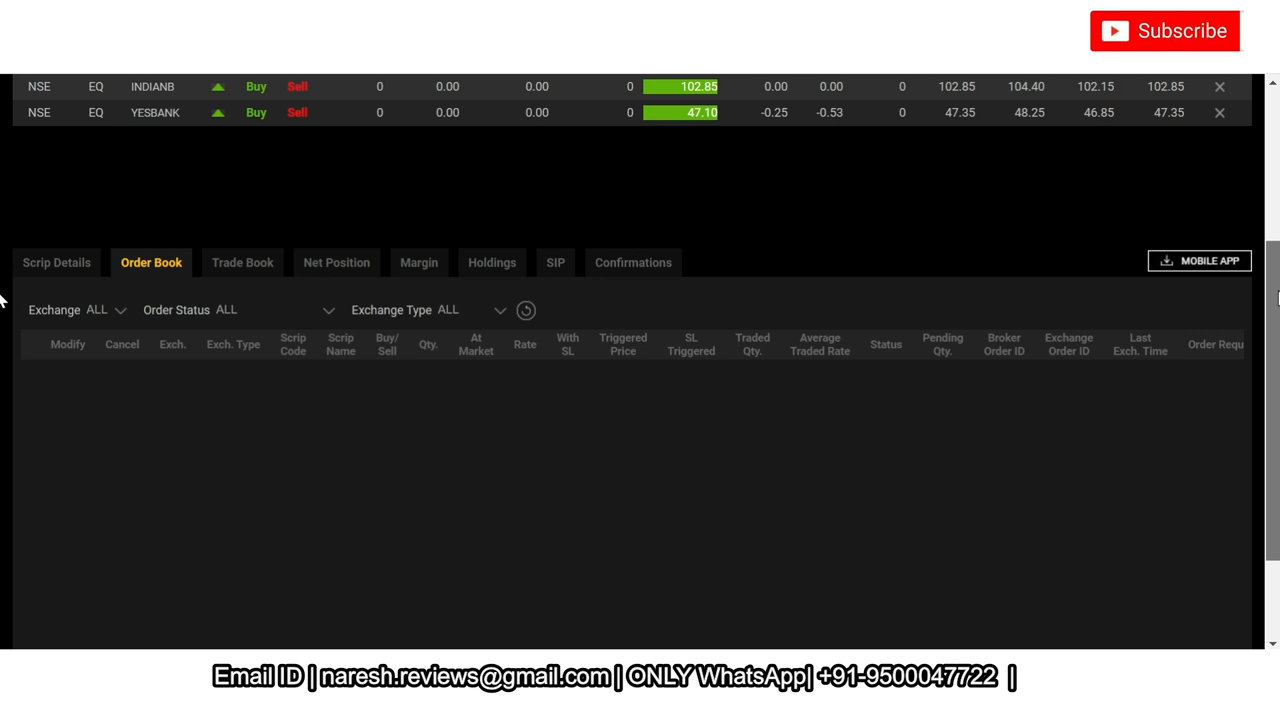 Subscribe
NSE EQ INDIANB Buy Sell 0 0.00 0.00 0 102.85 0.00 0.00 0 102.85 104.40 102.15 102.85
NSE EQ YESBANK Buy Sell 0 0.00 0.00 0 47.10 -0.25 -0.53 0 47.35 48.25 46.85 47.35
Scrip Details Order Book Trade Book Net Position Margin Holdings SIP Confirmations MOBILE APP
Exchange ALL Order Status ALL Exchange Type ALL
Modify Cancel Exch. Exch. Type Scrip Code Scrip Name Buy/ Sell Qty. At Market Rate With SL Triggered Price SL Triggered Traded Qty. Average Traded Rate Status Pending Qty. Broker Order ID Exchange Order ID Last Exch. Time Order Requ
Email ID | naresh.reviews@gmail.com | ONLY WhatsApp| +91-9500047722 |